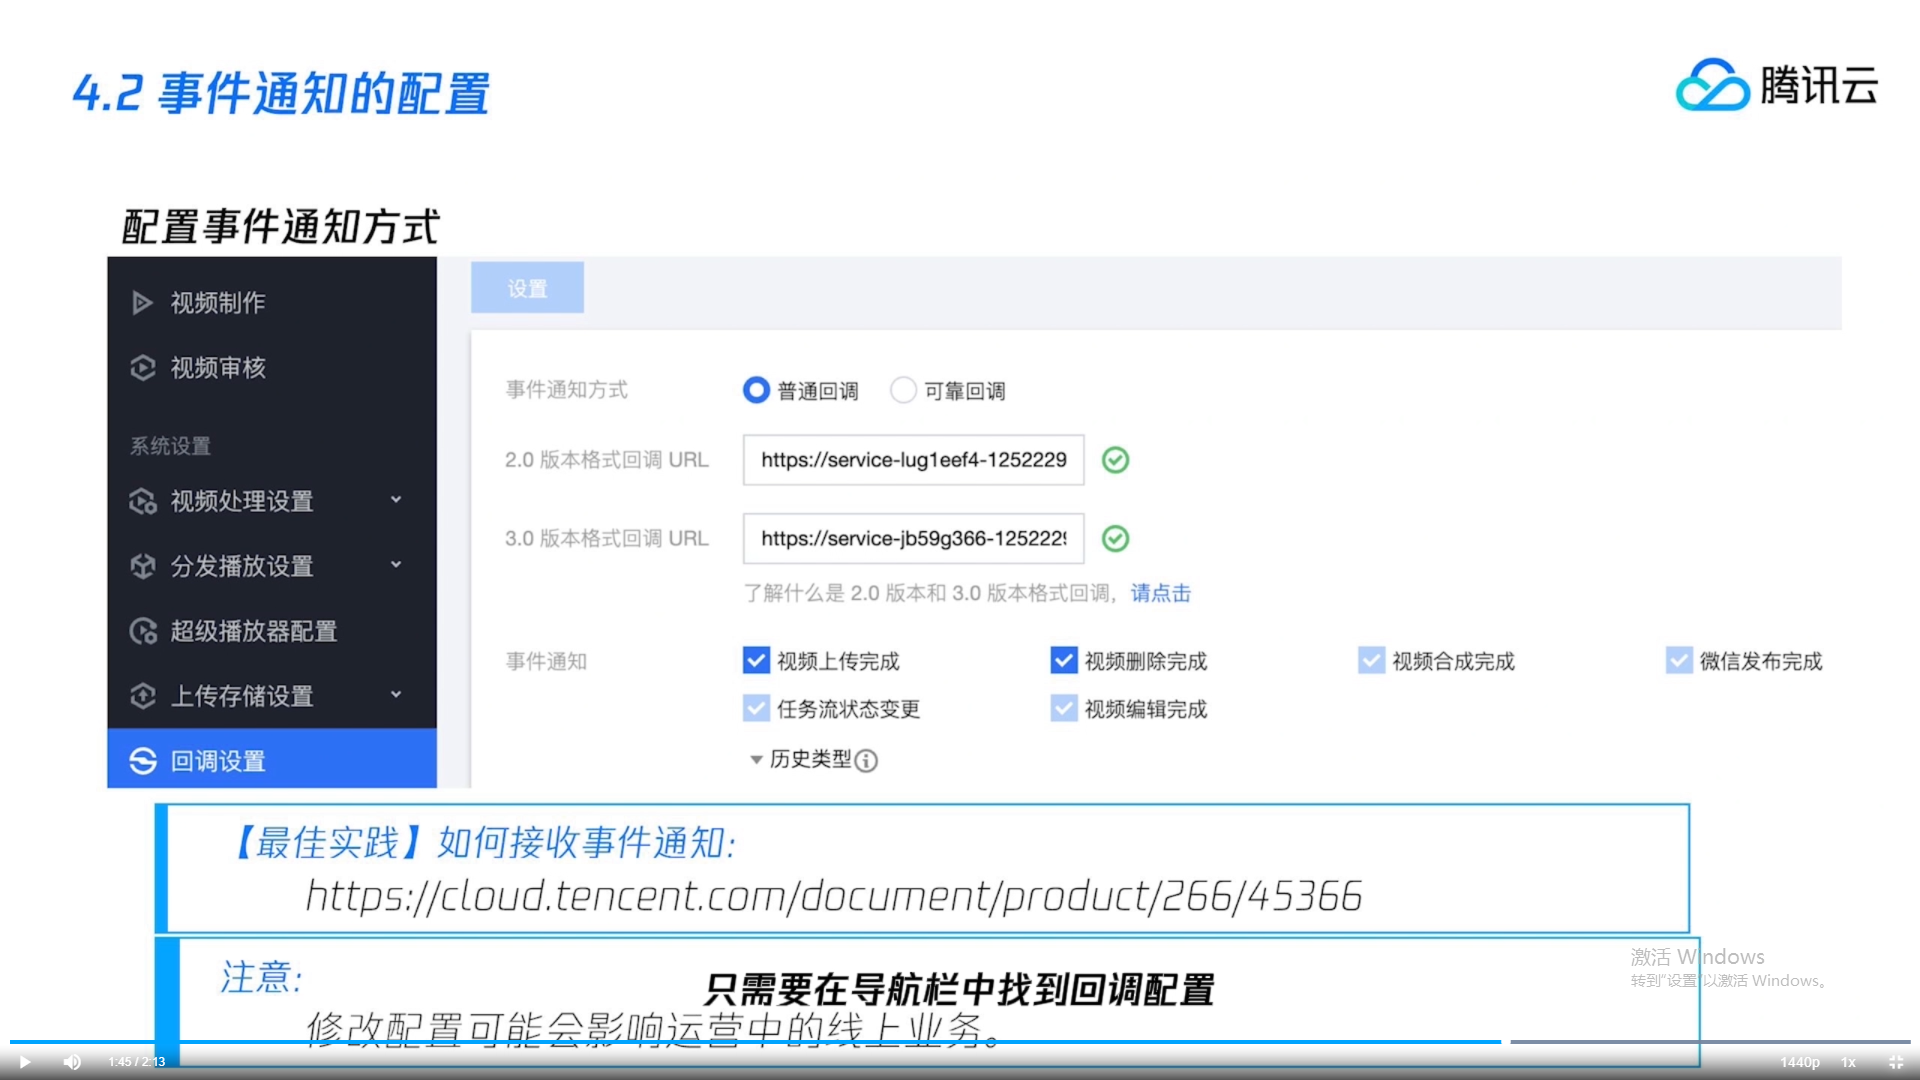 4.2 事件通知的配置
腾讯云
配置事件通知方式
视频制作
视频审核
系统设置
视频处理设置
分发播放设置
超级播放器配置
上传存储设置
回调设置
设置
事件通知方式 普通回调 可靠回调
2.0 版本格式回调 URL https://service-lug1eef4-1252229
3.0 版本格式回调 URL https://service-jb59g366-1252229
了解什么是 2.0 版本和 3.0 版本格式回调，请点击
事件通知 视频上传完成 视频删除完成 视频合成完成 微信发布完成
任务流状态变更 视频编辑完成
历史类型
【最佳实践】如何接收事件通知:
https://cloud.tencent.com/document/product/266/45366
注意:
只需要在导航栏中找到回调配置
修改配置可能会影响运营中的线上业务。
激活 Windows
转到"设置"以激活 Windows。
1:45 / 2:13
1440p 1x